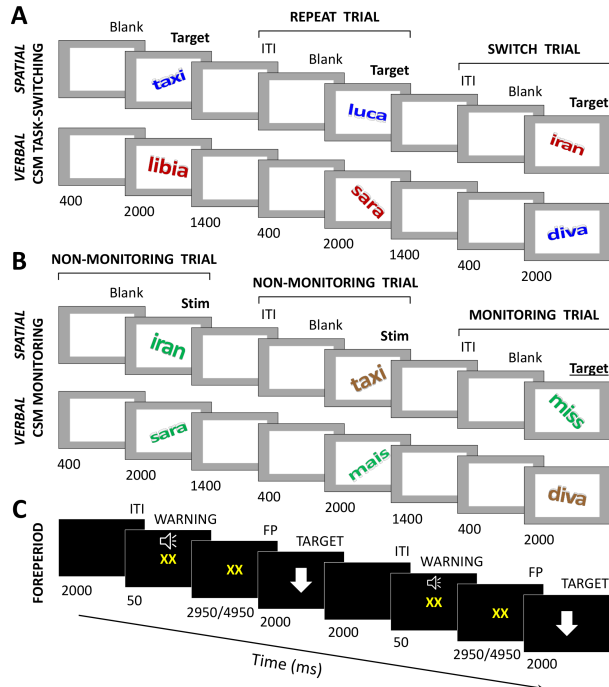 A
REPEAT TRIAL
Blank
Target
ITI
Blank
Target
SWITCH TRIAL
ITI
Blank
Target
SPATIAL
VERBAL
CSM TASK-SWITCHING
taxi
luca
iran
libia
sara
diva
400
2000
1400
400
2000
1400
400
2000
B
NON-MONITORING TRIAL
NON-MONITORING TRIAL
MONITORING TRIAL
Blank
Stim
ITI
Blank
Stim
ITI
Blank
Target
SPATIAL
VERBAL
CSM MONITORING
iran
taxi
miss
sara
mais
diva
400
2000
1400
400
2000
1400
400
2000
C
FOREPERIOD
ITI
WARNING
FP
TARGET
ITI
WARNING
FP
TARGET
XX
XX
XX
XX
2000
50
2950/4950
2000
2000
50
2950/4950
2000
Time (ms)